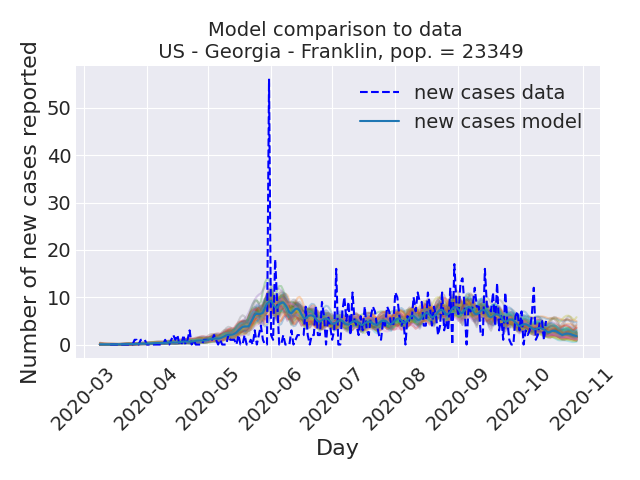 Model comparison to data
US - Georgia - Franklin, pop. = 23349
Number of new cases reported
50
40
30
20
10
0
new cases data
new cases model
2020-03
2020-04
2020-05
2020-06
2020-07
2020-08
2020-09
2020-10
2020-11
Day